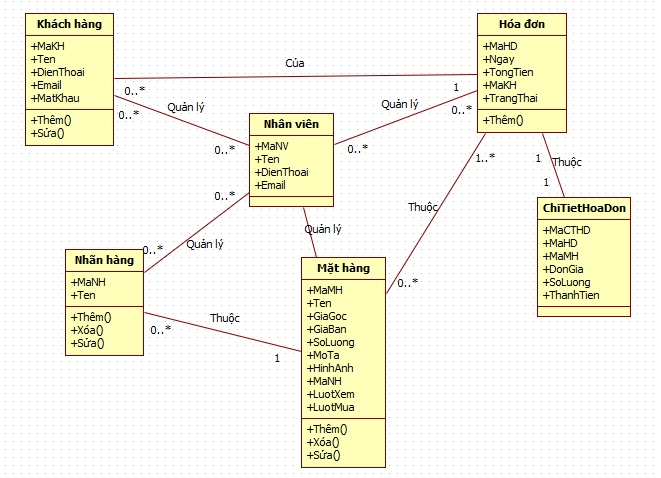 Khách hàng
+MaKH
+Ten
+DienThoai
+Email
+MatKhau
+Thêm()
+Sửa()
Hóa đơn
+MaHD
+Ngay
+TongTien
+MaKH
+TrangThai
+Thêm()
Của
0..*
1
Quản lý
0..*
0..*
Quản lý
0..*
0..*
Nhân viên
+MaNV
+Ten
+DienThoai
+Email
1
Thuộc
1
1..*
Thuộc
0..*
0..*
Quản lý
0..*
Quản lý
ChiTietHoaDon
+MaCTHD
+MaHD
+MaMH
+DonGia
+SoLuong
+ThanhTien
Nhãn hàng
+MaNH
+Ten
+Thêm()
+Xóa()
+Sửa()
Thuộc
0..*
1
Mặt hàng
+MaMH
+Ten
+GiaGoc
+GiaBan
+SoLuong
+MoTa
+HinhAnh
+MaNH
+LuotXem
+LuotMua
+Thêm()
+Xóa()
+Sửa()